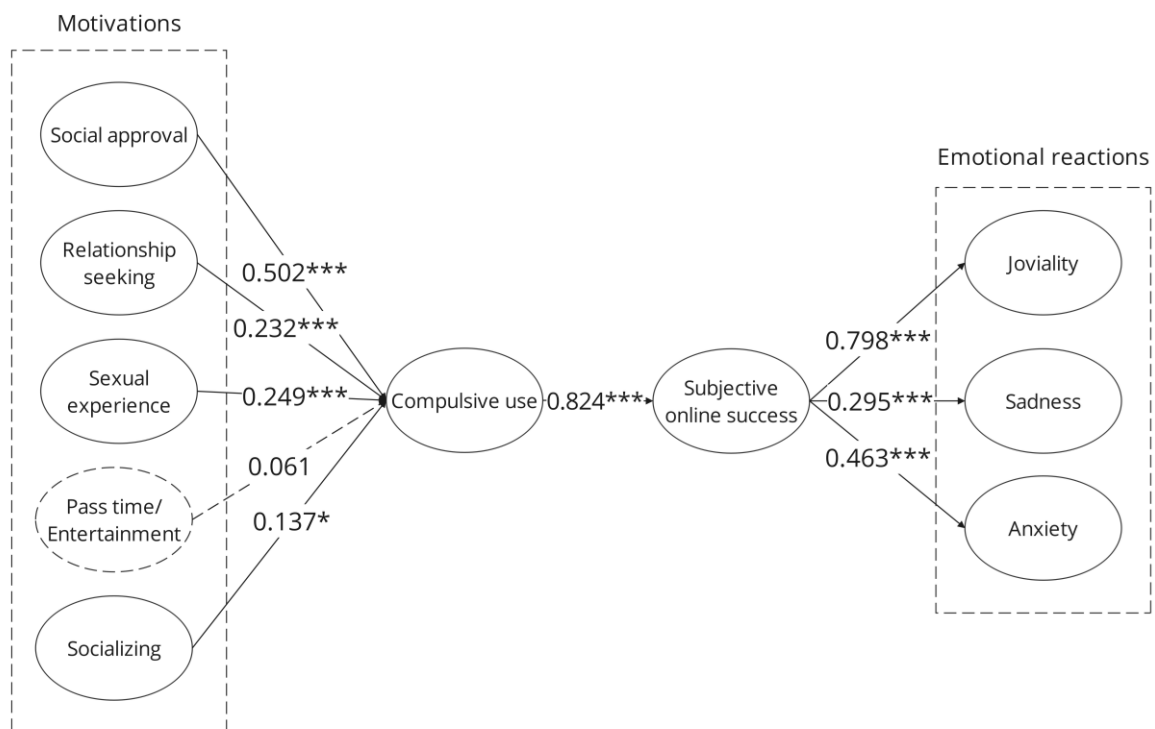 Motivations
Social approval
Relationship
seeking
Sexual
experience
Pass time/
Entertainment
Socializing
0.502***
0.232***
0.249***
0.061
0.137*
Compulsive use
0.824***
Subjective
online success
0.798***
0.295***
0.463***
Emotional reactions
Joviality
Sadness
Anxiety